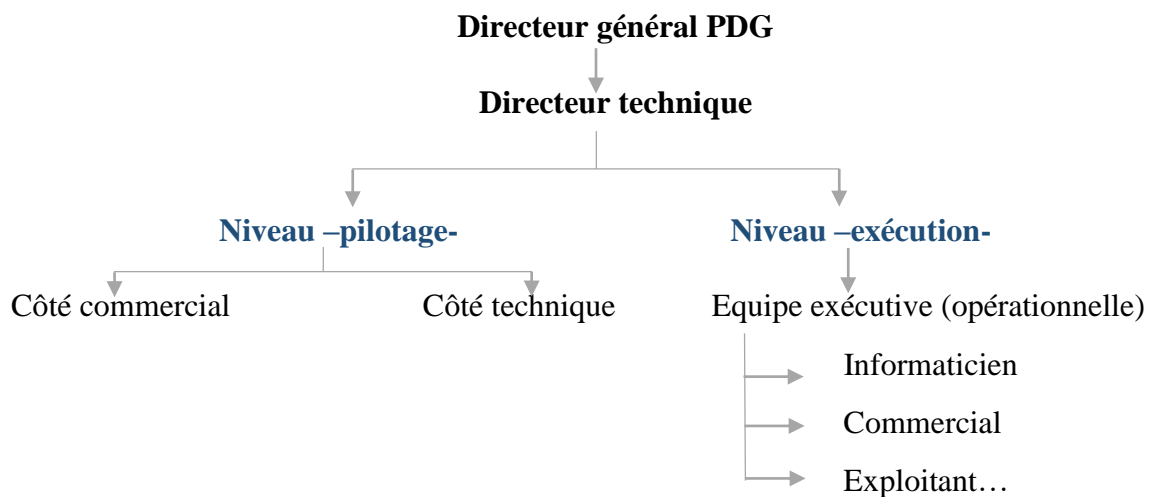 Directeur général PDG
Directeur technique
Niveau –pilotage-
Niveau –exécution-
Côté commercial
Côté technique
Equipe exécutive (opérationnelle)
Informaticien
Commercial
Exploitant…